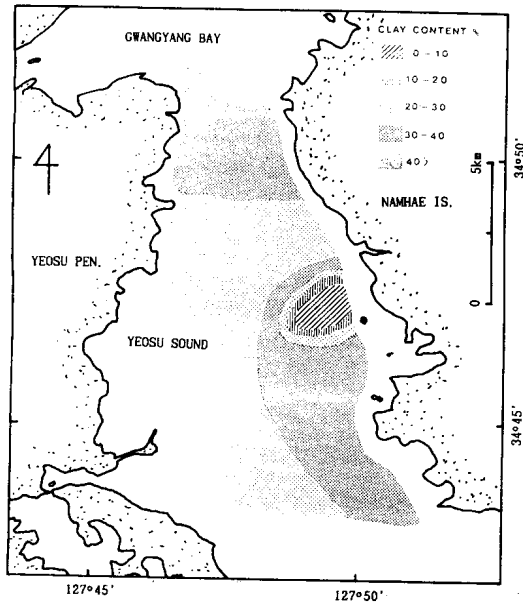 GWANGYANG BAY
CLAY CONTENT %
0-10
10-20
20-30
30-40
40>
5km
0
34°50'
NAMHAE IS.
YEOSU PEN.
YEOSU SOUND
34°45'
127°45'
127°50'